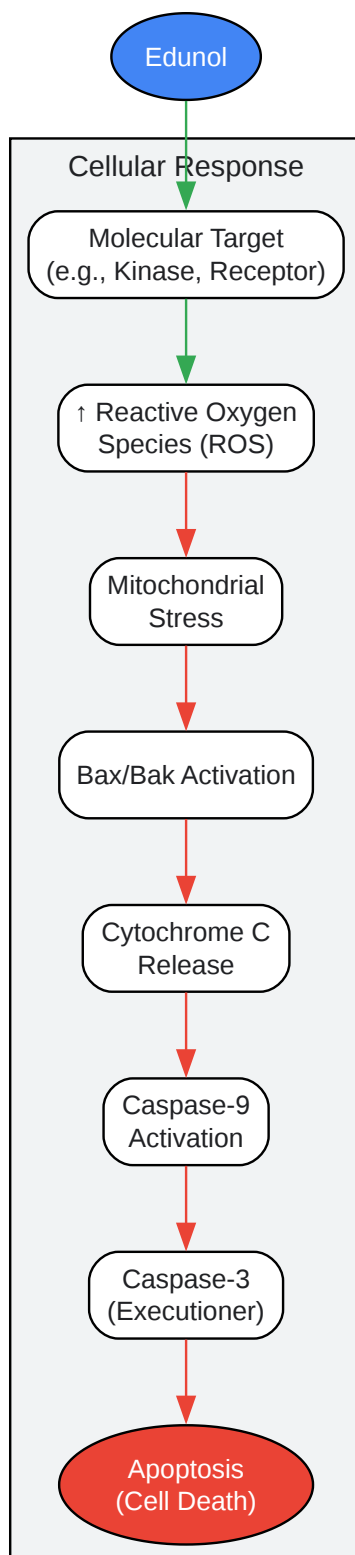 Edunol
Cellular Response
Molecular Target
(e.g., Kinase, Receptor)
↑ Reactive Oxygen
Species (ROS)
Mitochondrial
Stress
Bax/Bak Activation
Cytochrome C
Release
Caspase-9
Activation
Caspase-3
(Executioner)
Apoptosis
(Cell Death)